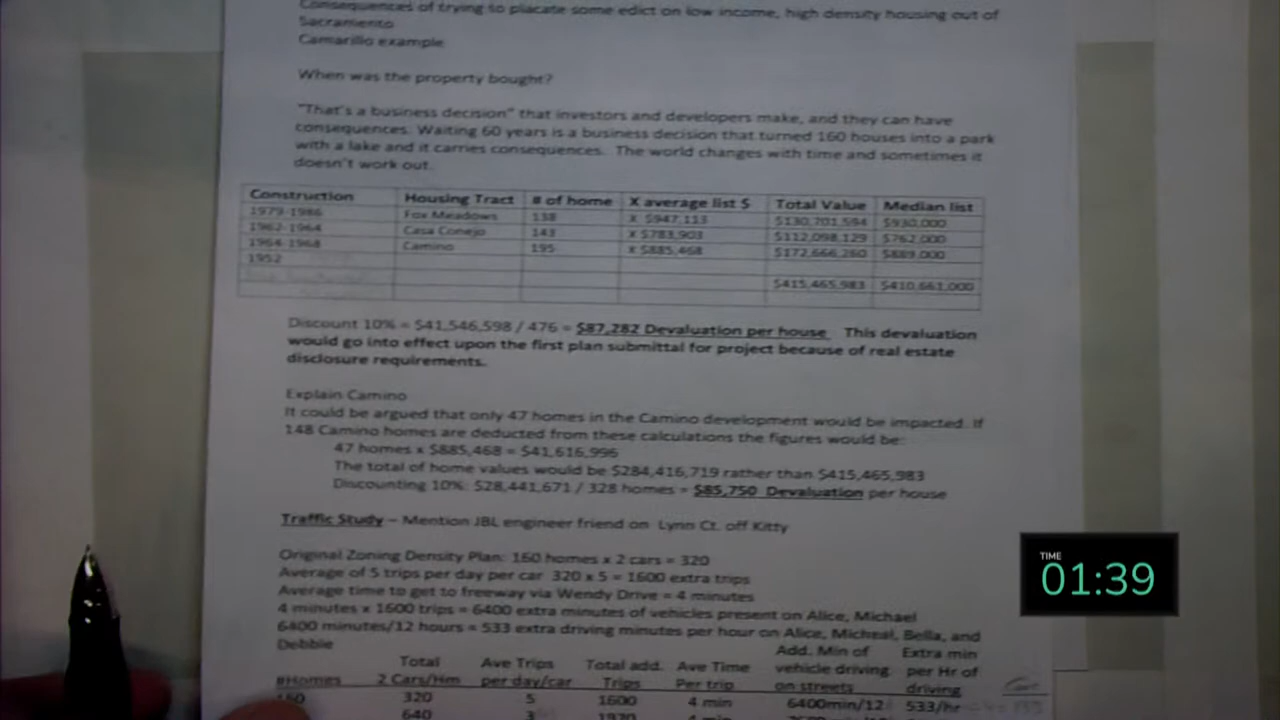 Consequences of trying to placate some edict on low income, high density housing out of
Sacramento
Camarillo example
When was the property bought?
"That's a business decision" that investors and developers make, and they can have
consequences. Waiting 60 years is a business decision that turned 160 houses into a park
with a lake and it carries consequences. The world changes with time and sometimes it
doesn't work out.
Construction Housing Tract # of home X average list $ Total Value Median list
1979-1986 Fox Meadows 138 X $947,113 $130,701,594 $930,000
1962-1964 Casa Conejo 143 x $783,903 $112,098,129 $762,000
1964-1968 Camino 195 x $885,468 $172,666,260 $889,000
1952
$415,465,983 $410,661,000
Discount 10% = $41,546,598 / 476 = $87,282 Devaluation per house This devaluation
would go into effect upon the first plan submittal for project because of real estate
disclosure requirements.
Explain Camino
It could be argued that only 47 homes in the Camino development would be impacted. If
148 Camino homes are deducted from these calculations the figures would be:
47 homes x $885,468 = $41,616,996
The total of home values would be $284,416,719 rather than $415,465,983
Discounting 10%: $28,441,671 / 328 homes = $85,750 Devaluation per house
Traffic Study – Mention JBL engineer friend on Lynn Ct. off Kitty
Original Zoning Density Plan: 160 homes x 2 cars = 320
Average of 5 trips per day per car 320 x 5 = 1600 extra trips
Average time to get to freeway via Wendy Drive = 4 minutes
4 minutes x 1600 trips = 6400 extra minutes of vehicles present on Alice, Michael
6400 minutes/12 hours = 533 extra driving minutes per hour on Alice, Micheal, Bella, and
Debbie
Add. Min of Extra min
Total Ave Trips Total add. Ave Time vehicle driving per Hr of
#Homes 2 Cars/Hm per day/car Trips Per trip on streets driving
160 320 5 1600 4 min 6400min/12 533/hr
640 3 1920 4 min
TIME
01:39